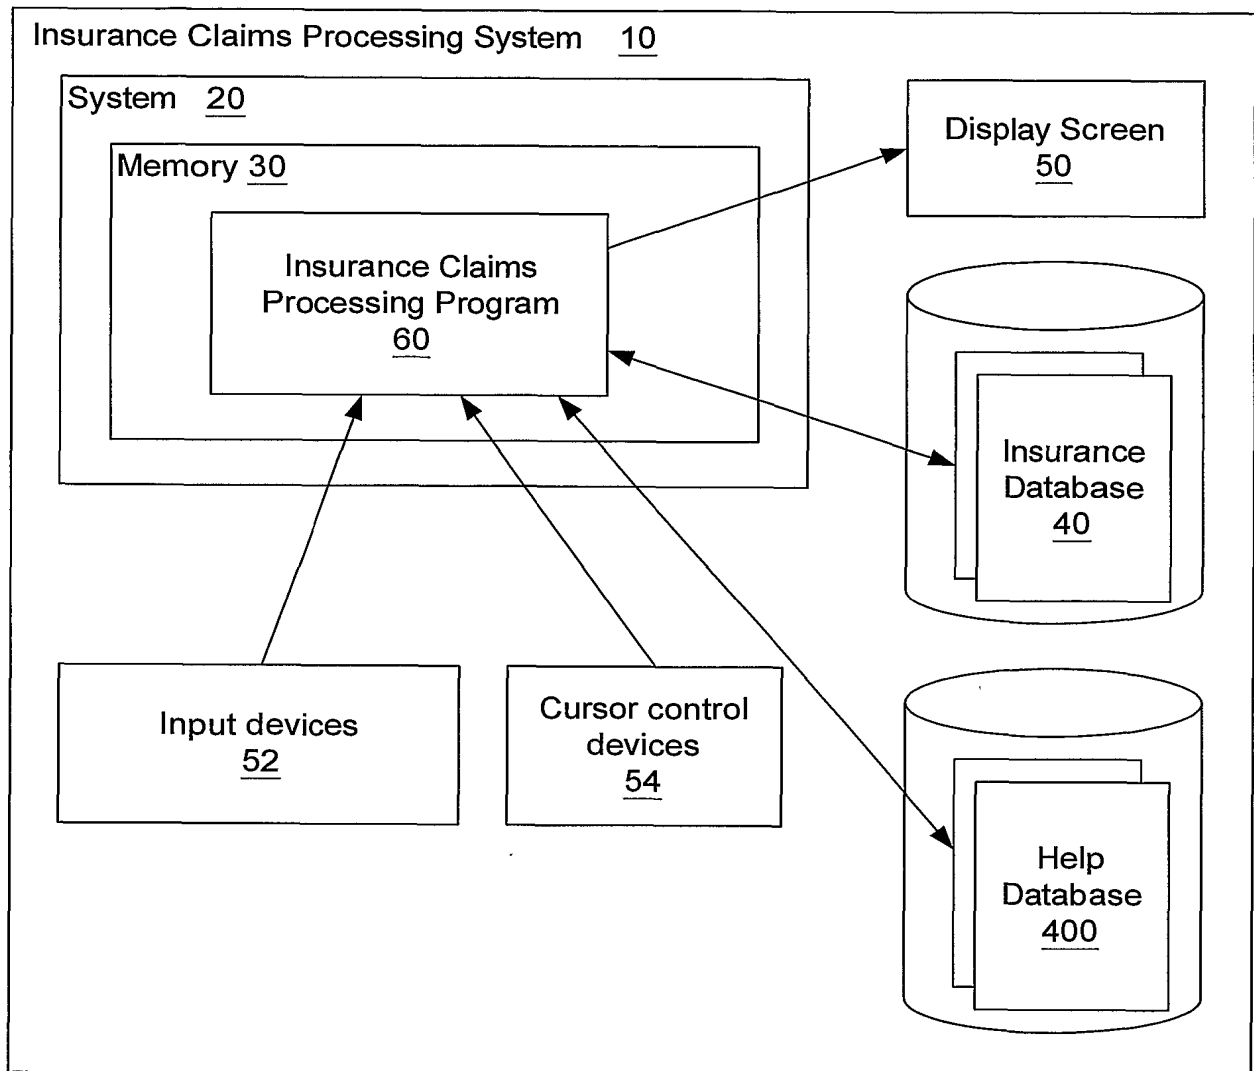 Insurance Claims Processing System 10
System 20
Memory 30
Insurance Claims
Processing Program
60
Display Screen
50
Insurance
Database
40
Input devices
52
Cursor control
devices
54
Help
Database
400